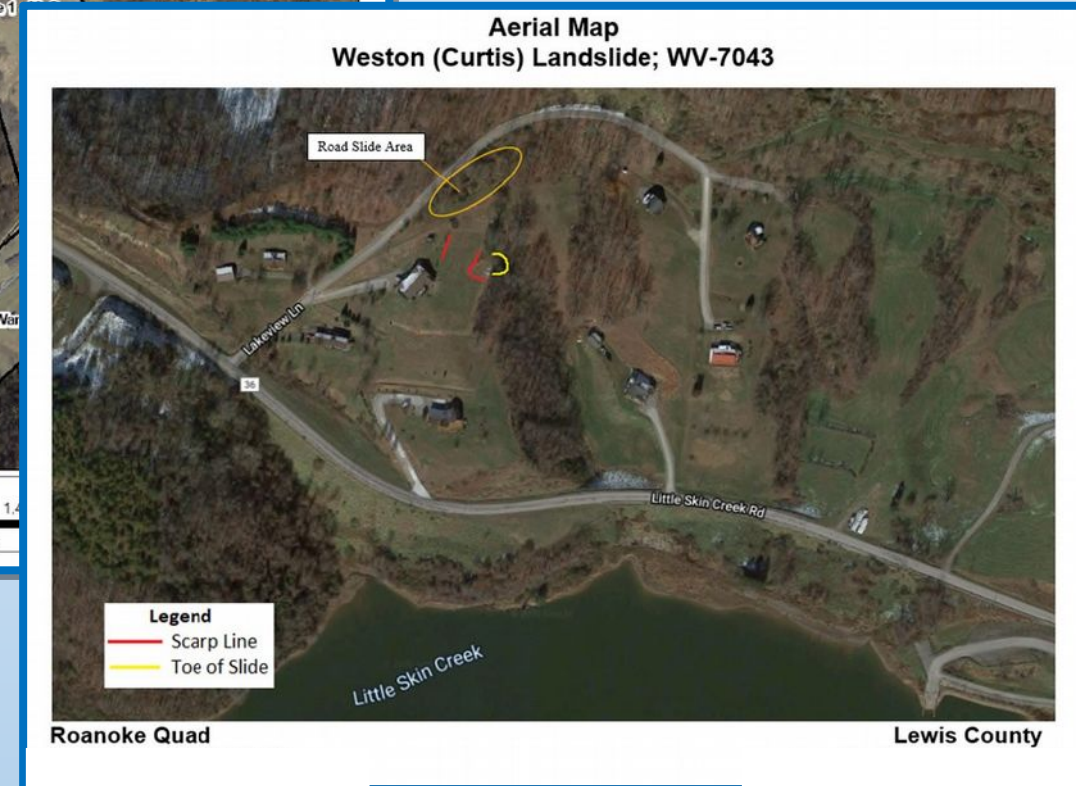 Aerial Map
Weston (Curtis) Landslide; WV-7043
Road Slide Area
Lakeview Ln
36
Little Skin Creek Rd
Legend
Scarp Line
Toe of Slide
Little Skin Creek
Roanoke Quad
Lewis County